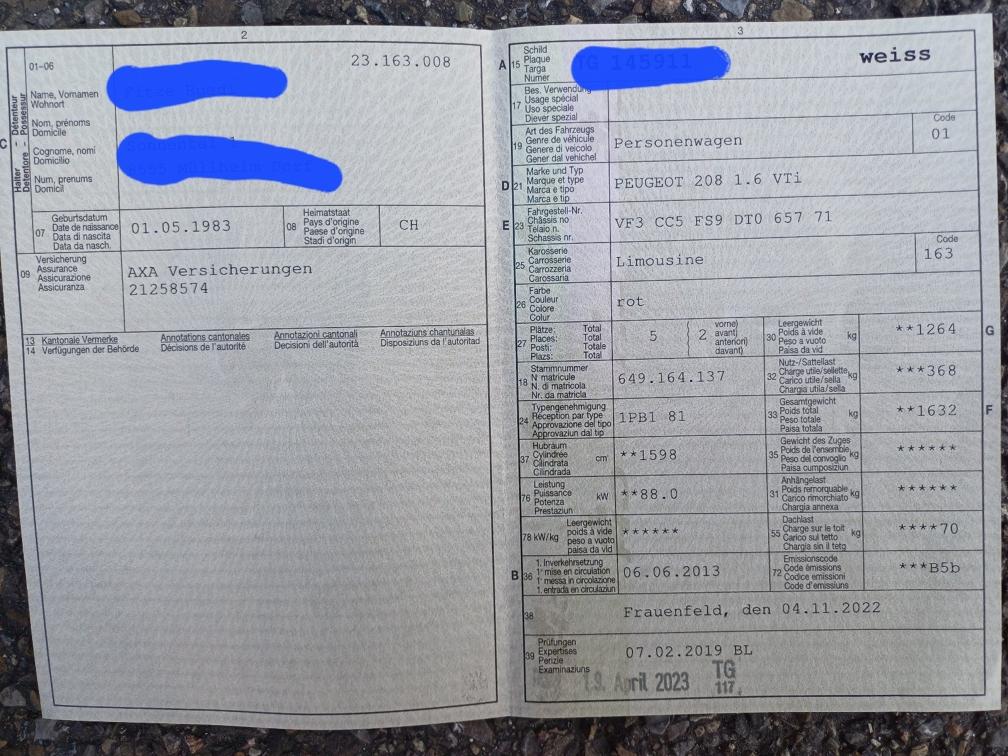 2
01-06
23.163.008
C
Halter - Détenteur
Detentore - Possessur
Name, Vornamen
Wohnort
Nom, prénoms
Domicile
Cognome, nomi
Domicilio
Num, prenums
Domicil
07
Geburtsdatum
Date de naissance
Data di nascita
Data da nasch.
01.05.1983
08
Heimatstaat
Pays d'origine
Paese d'origine
Stadi d'origin
CH
09
Versicherung
Assurance
Assicurazione
Assicuranza
AXA Versicherungen
21258574
13 Kantonale Vermerke
14 Verfügungen der Behörde
Annotations cantonales
Décisions de l'autorité
Annotazioni cantonali
Decisioni dell'autorità
Annotaziuns chantunalas
Disposiziuns da l'autoritad
3
A
15
Schild
Plaque
Targa
Numer
weiss
17
Bes. Verwendung
Usage spécial
Uso speciale
Diever spezial
19
Art des Fahrzeugs
Genre de véhicule
Genere di veicolo
Gener dal vehichel
Personenwagen
Code
01
D
21
Marke und Typ
Marque et type
Marca e tipo
Marca e tip
PEUGEOT 208 1.6 VTi
E
23
Fahrgestell-Nr.
Châssis no
Telaio n.
Schassis nr.
VF3 CC5 FS9 DT0 657 71
25
Karosserie
Carrosserie
Carrozzeria
Carossaria
Limousine
Code
163
26
Farbe
Couleur
Colore
Colur
rot
27
Plätze: Total
Places: Total
Posti: Totale
Plazs: Total
5
2
vorne)
avant)
anteriori)
davant)
30
Leergewicht
Poids à vide
Peso a vuoto
Paisa da vid
kg
**1264
G
18
Stammnummer
N matricule
N. di matricola
Nr. da matricla
649.164.137
32
Nutz-/Sattellast
Charge utile/sellette
Carico utile/sella
Chargia utila/sella
kg
***368
24
Typengenehmigung
Réception par type
Approvazione del tipo
Approvaziun dal tip
1PB1 81
33
Gesamtgewicht
Poids total
Peso totale
Paisa totala
kg
**1632
F
37
Hubraum
Cylindrée
Cilindrata
Cilindrada
cm³
**1598
35
Gewicht des Zuges
Poids de l'ensemble
Peso del convoglio
Paisa cumposiziun
kg
******
76
Leistung
Puissance
Potenza
Prestaziun
kW
**88.0
31
Anhängelast
Poids remorquable
Carico rimorchiato
Chargia annexa
kg
******
78 kW/kg
Leergewicht
poids à vide
peso a vuoto
paisa da vid
******
55
Dachlast
Charge sur le toit
Carico sul tetto
Chargia sin il tetg
kg
****70
B
36
1. Inverkehrsetzung
1ʳᵉ mise en circulation
1ᵃ messa in circolazione
1. entrada en circulaziun
06.06.2013
72
Emissionscode
Code émissions
Codice emissioni
Code d'emissiuns
***B5b
38
Frauenfeld, den 04.11.2022
39
Prüfungen
Expertises
Perizie
Examinaziuns
07.02.2019 BL
19. April 2023 TG
117